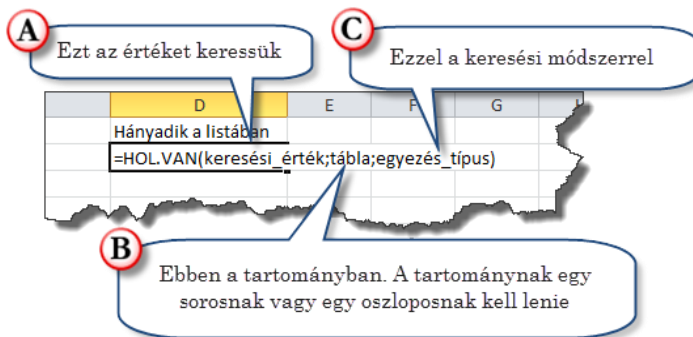 A
Ezt az értéket keressük
C
Ezzel a keresési módszerrel
D E F G
Hányadik a listában
=HOL.VAN(keresési_érték;tábla;egyezés_típus)
B
Ebben a tartományban. A tartománynak egy
sorosnak vagy egy oszloposnak kell lenie